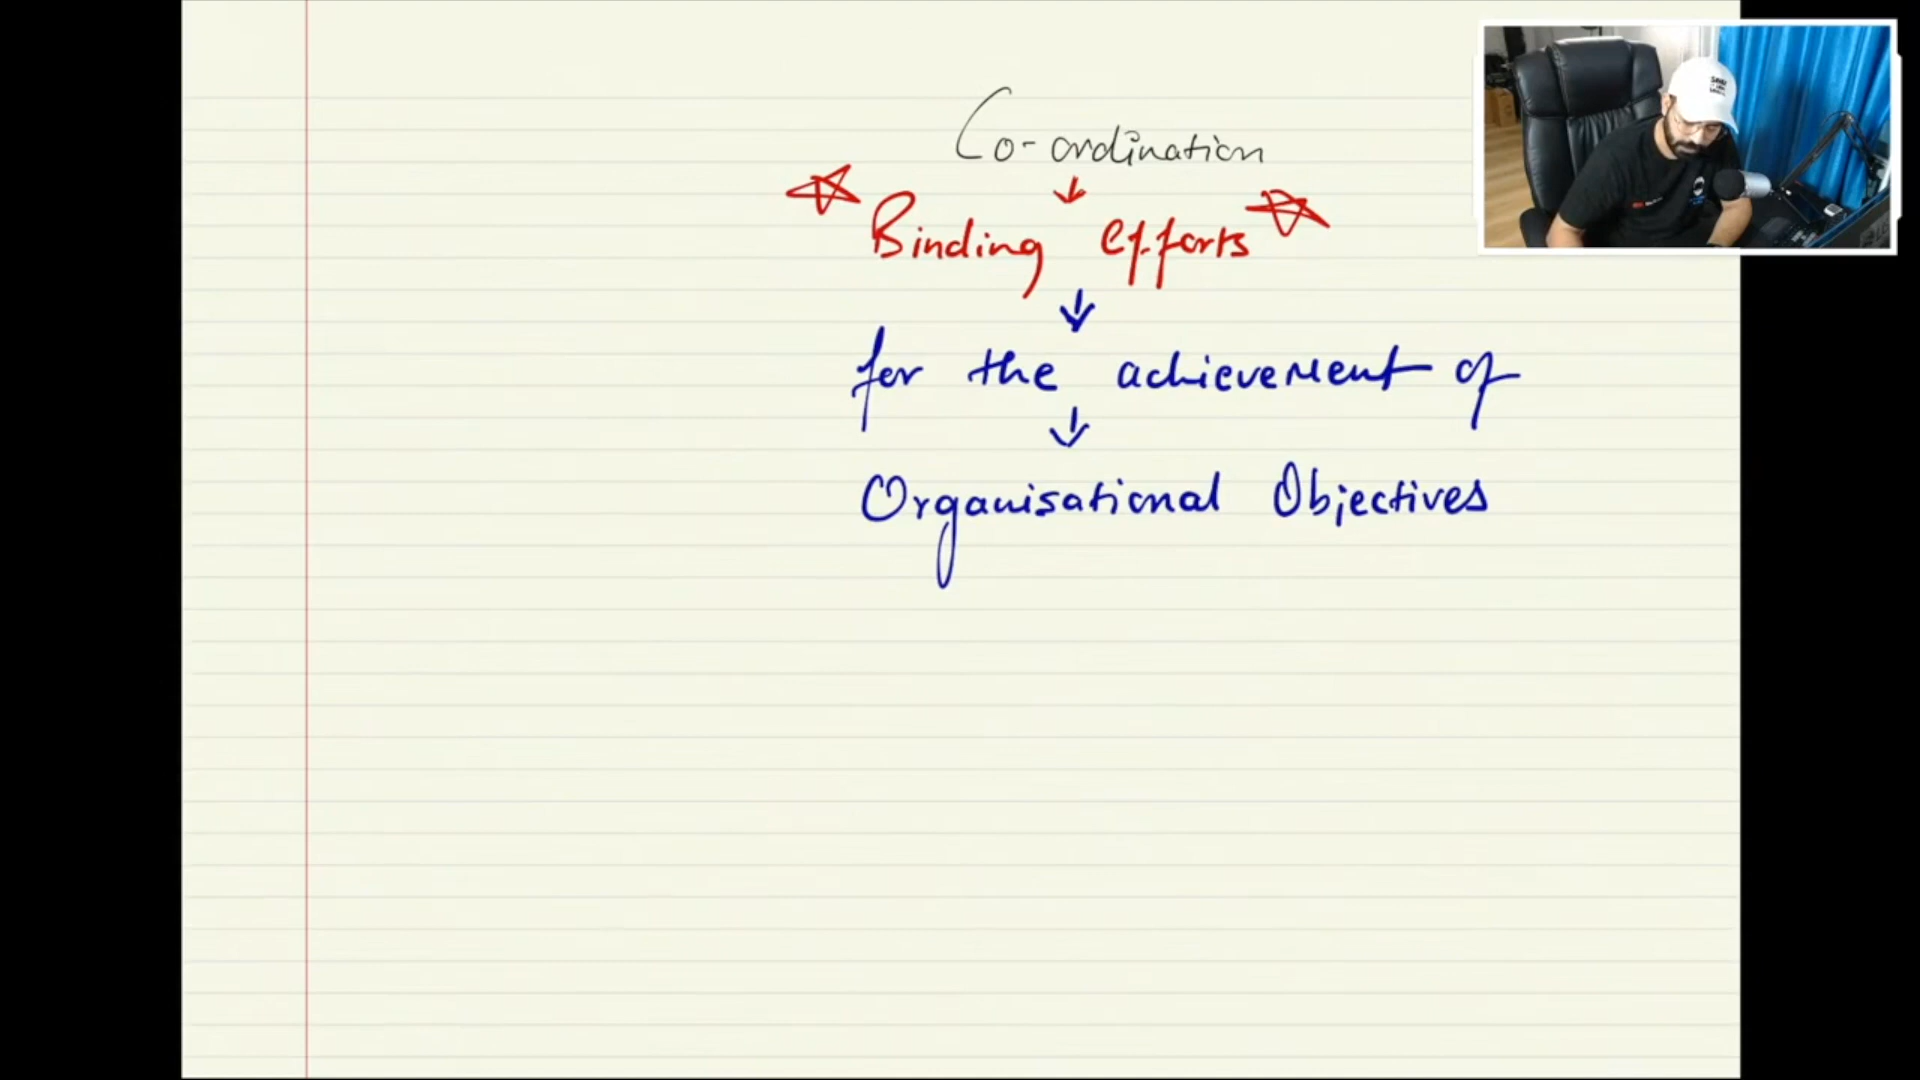 Co-ordination
Binding efforts
for the achievement of
Organisational Objectives